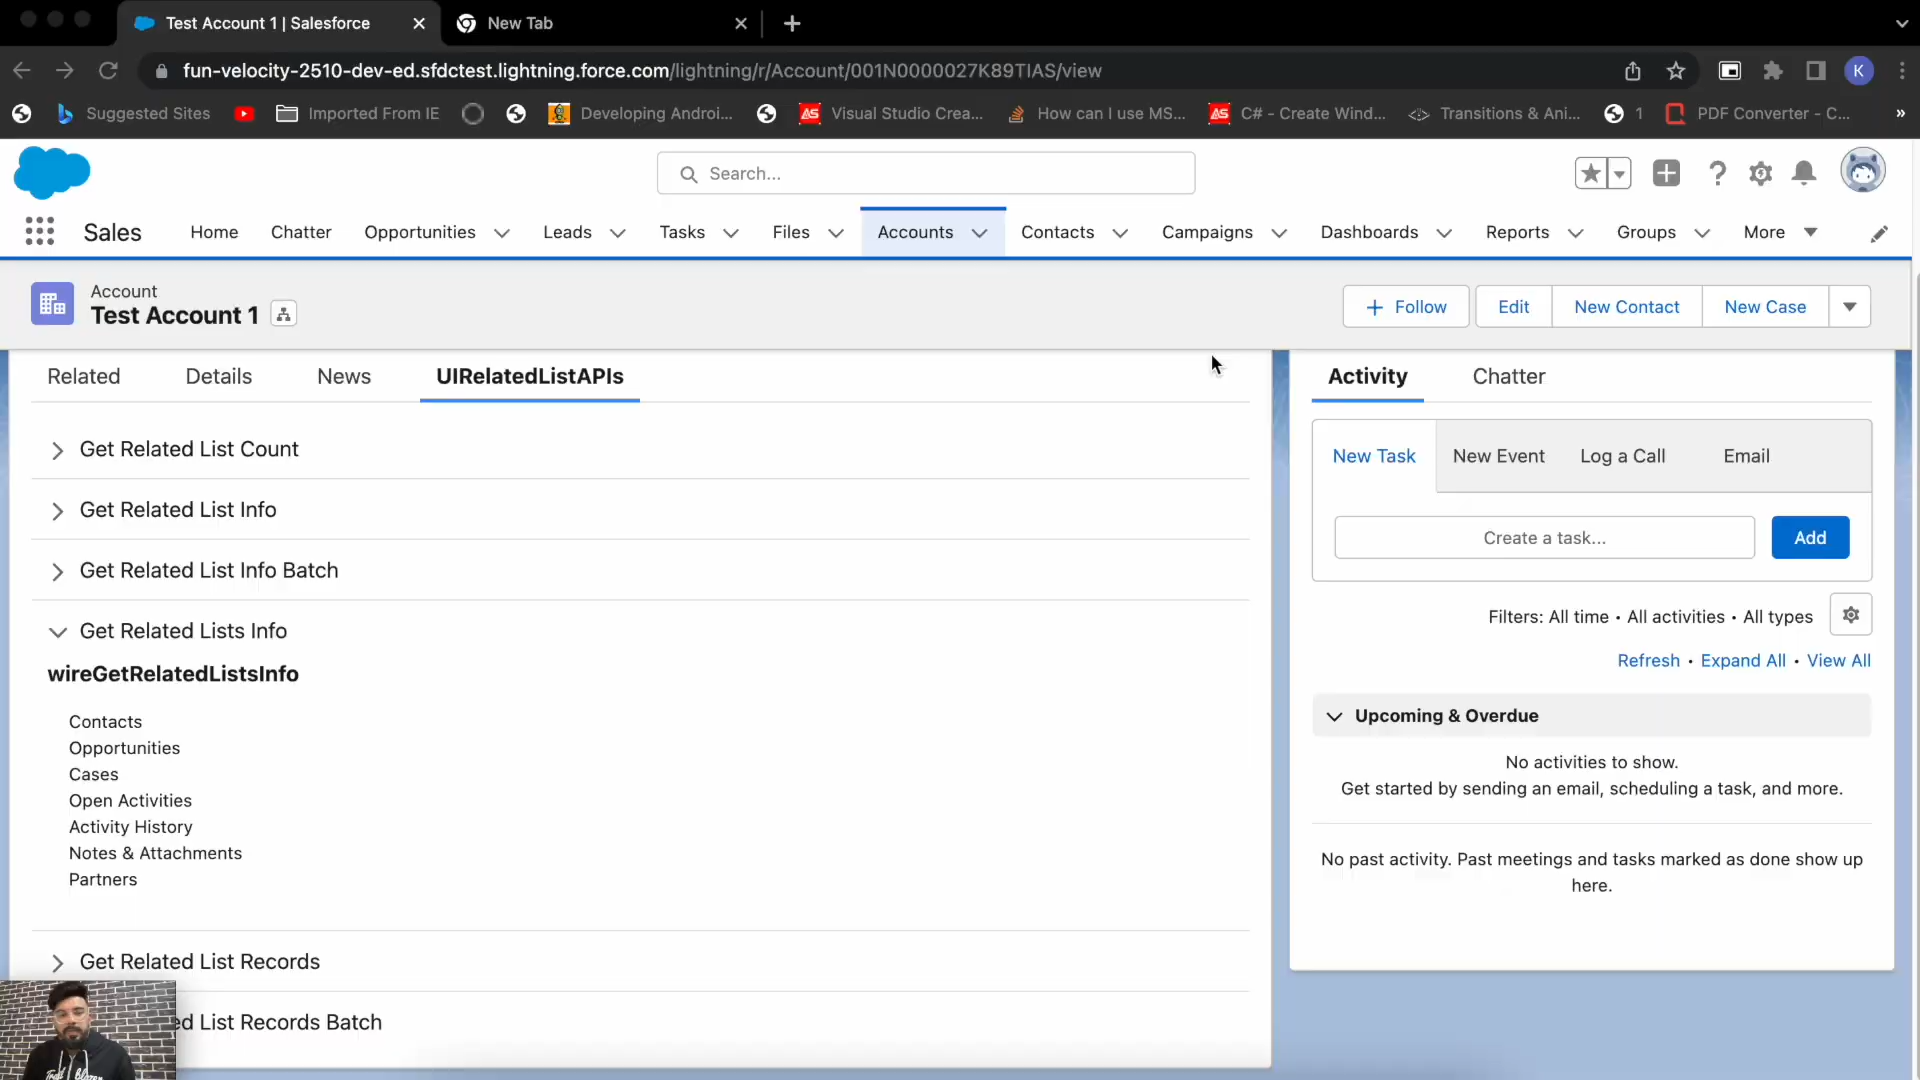 Test Account 1 | Salesforce
New Tab
fun-velocity-2510-dev-ed.sfdctest.lightning.force.com/lightning/r/Account/001N0000027K89TIAS/view
K
Suggested Sites
Imported From IE
Developing Androi...
Visual Studio Crea...
How can I use MS...
C# - Create Wind...
Transitions & Ani...
1
PDF Converter - C...
»
Search...
Sales
Home
Chatter
Opportunities
Leads
Tasks
Files
Accounts
Contacts
Campaigns
Dashboards
Reports
Groups
More
Account
Test Account 1
Follow
Edit
New Contact
New Case
Related
Details
News
UIRelatedListAPIs
Get Related List Count
Get Related List Info
Get Related List Info Batch
Get Related Lists Info
wireGetRelatedListsInfo
Contacts
Opportunities
Cases
Open Activities
Activity History
Notes & Attachments
Partners
Get Related List Records
ed List Records Batch
Activity
Chatter
New Task
New Event
Log a Call
Email
Create a task...
Add
Filters: All time • All activities • All types
Refresh • Expand All • View All
Upcoming & Overdue
No activities to show.
Get started by sending an email, scheduling a task, and more.
No past activity. Past meetings and tasks marked as done show up
here.